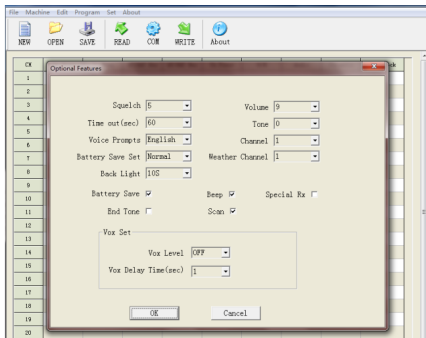 File Machine Edit Program Set About
NEW OPEN SAVE READ COM WRITE About
CH
Optional Features
1
2
3
4
5
6
7
8
9
10
11
12
13
14
15
16
17
18
19
20
Squelch 5 Volume 9
Time out(sec) 60 Tone 0
Voice Prompts English Channel 1
Battery Save Set Normal Weather Channel 1
Back Light 10S
Battery Save Beep Special Rx
End Tone Scan
Vox Set
Vox Level OFF
Vox Delay Time(sec) 1
OK Cancel